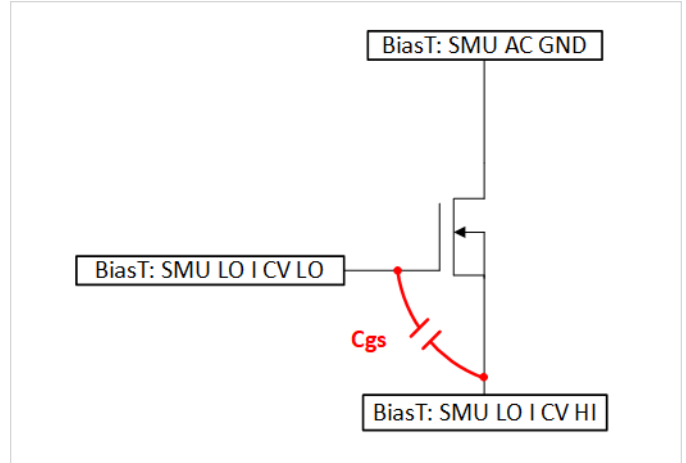 BiasT: SMU AC GND
BiasT: SMU LO I CV LO
Cgs
BiasT: SMU LO I CV HI